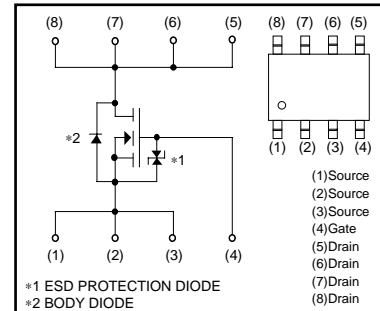 (8) (7) (6) (5)
(8) (7) (6) (5)
*2
*1
(1) (2) (3) (4)
(1) (2) (3) (4)
(1)Source
(2)Source
(3)Source
(4)Gate
(5)Drain
(6)Drain
(7)Drain
(8)Drain
*1 ESD PROTECTION DIODE
*2 BODY DIODE